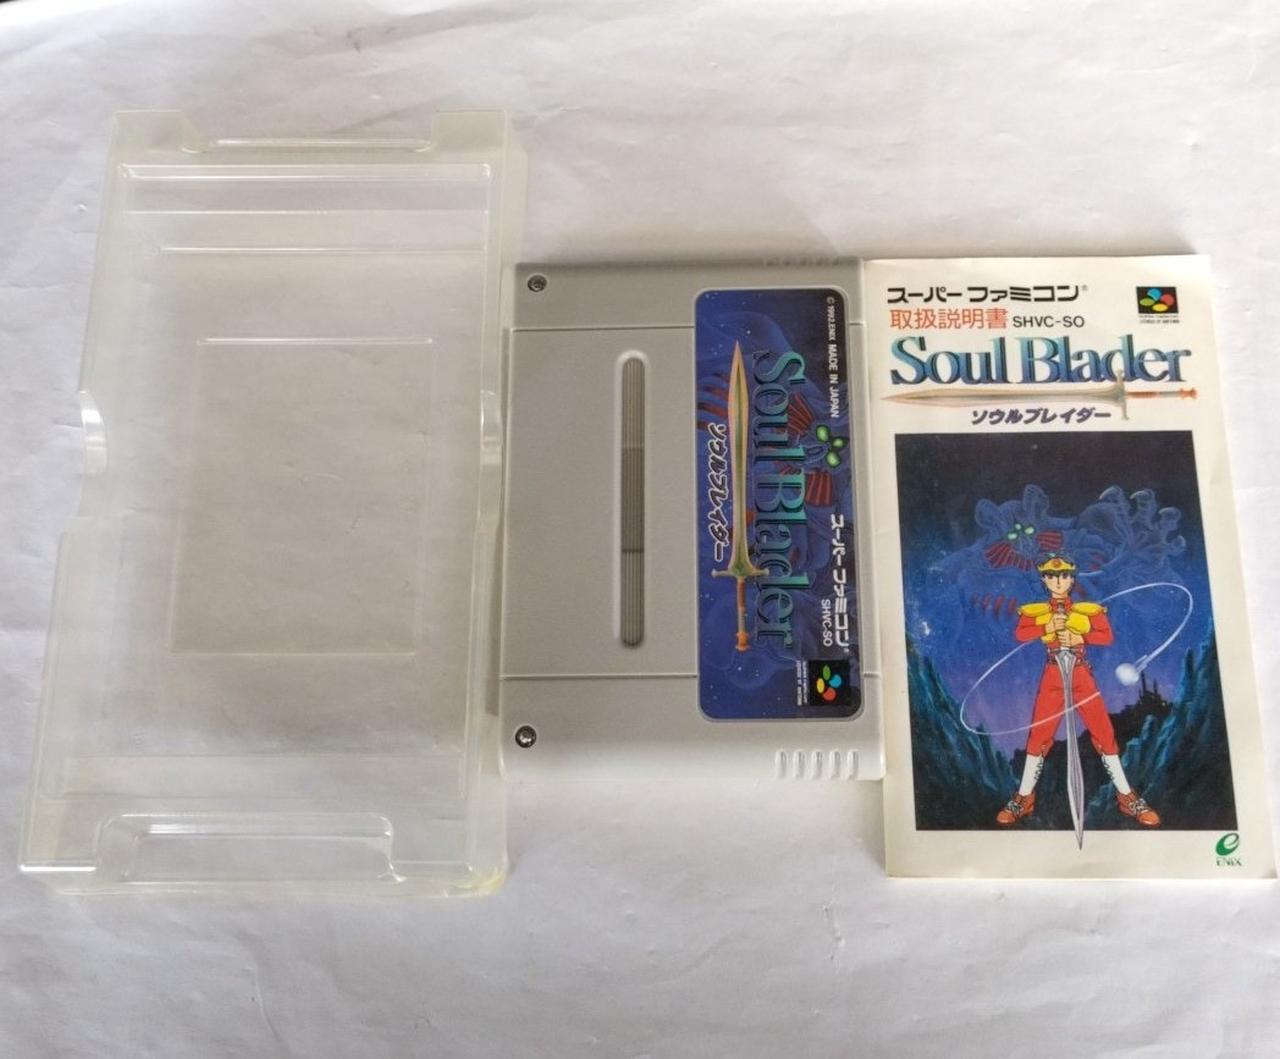 © 1992.ENIX MADE IN JAPAN
スーパーファミコン®
SHVC-SO
Soul Blader
ソウルブレイダー
スーパーファミコン®
取扱説明書 SHVC-SO
Soul Blader
ソウルブレイダー
ENIX